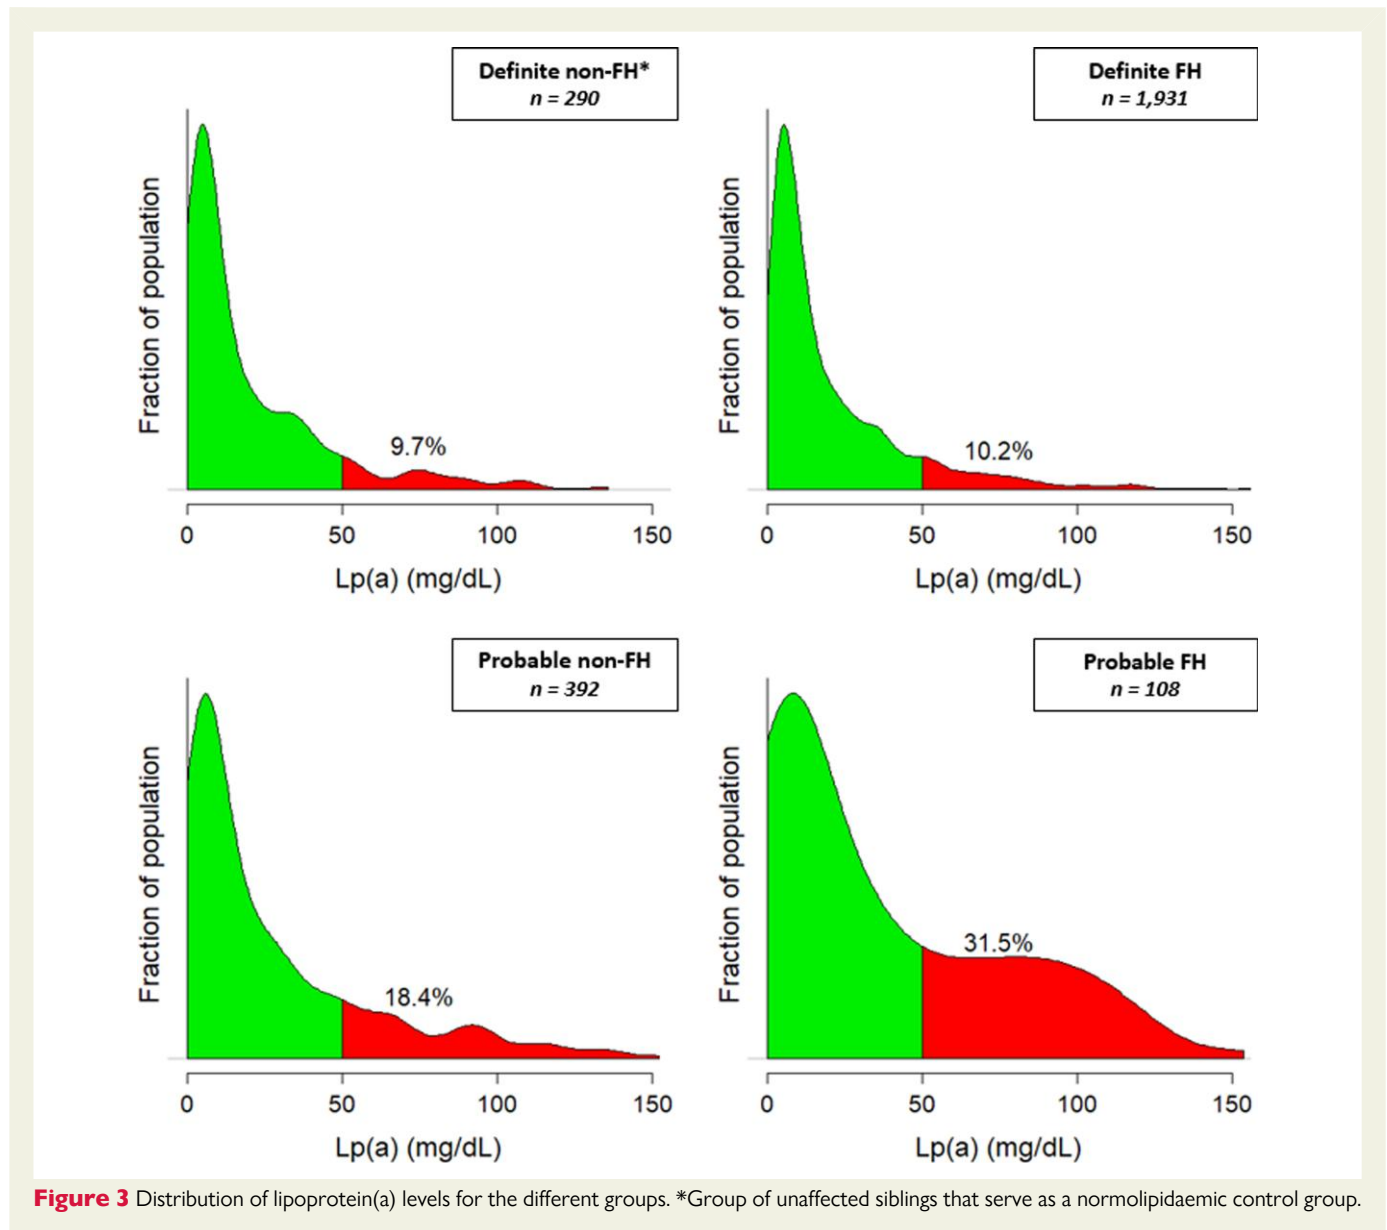 Definite non-FH*
n = 290
Fraction of population
9.7%
0 50 100 150
Lp(a) (mg/dL)
Definite FH
n = 1,931
Fraction of population
10.2%
0 50 100 150
Lp(a) (mg/dL)
Probable non-FH
n = 392
Fraction of population
18.4%
0 50 100 150
Lp(a) (mg/dL)
Probable FH
n = 108
Fraction of population
31.5%
0 50 100 150
Lp(a) (mg/dL)
Figure 3 Distribution of lipoprotein(a) levels for the different groups. *Group of unaffected siblings that serve as a normolipidaemic control group.